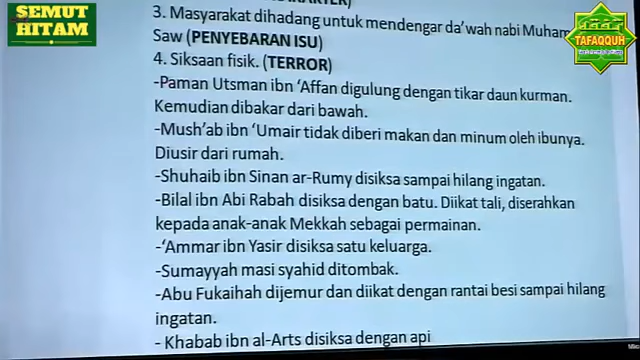 SEMUT
HITAM
TAFAQQUH
3. Masyarakat dihadang untuk mendengar da'wah nabi Muham
Saw (PENYEBARAN ISU)
4. Siksaan fisik. (TERROR)
-Paman Utsman ibn 'Affan digulung dengan tikar daun kurman.
Kemudian dibakar dari bawah.
-Mush'ab ibn 'Umair tidak diberi makan dan minum oleh ibunya.
Diusir dari rumah.
-Shuhaib ibn Sinan ar-Rumy disiksa sampai hilang ingatan.
-Bilal ibn Abi Rabah disiksa dengan batu. Diikat tali, diserahkan
kepada anak-anak Mekkah sebagai permainan.
-'Ammar ibn Yasir disiksa satu keluarga.
-Sumayyah masi syahid ditombak.
-Abu Fukaihah dijemur dan diikat dengan rantai besi sampai hilang
ingatan.
- Khabab ibn al-Arts disiksa dengan api